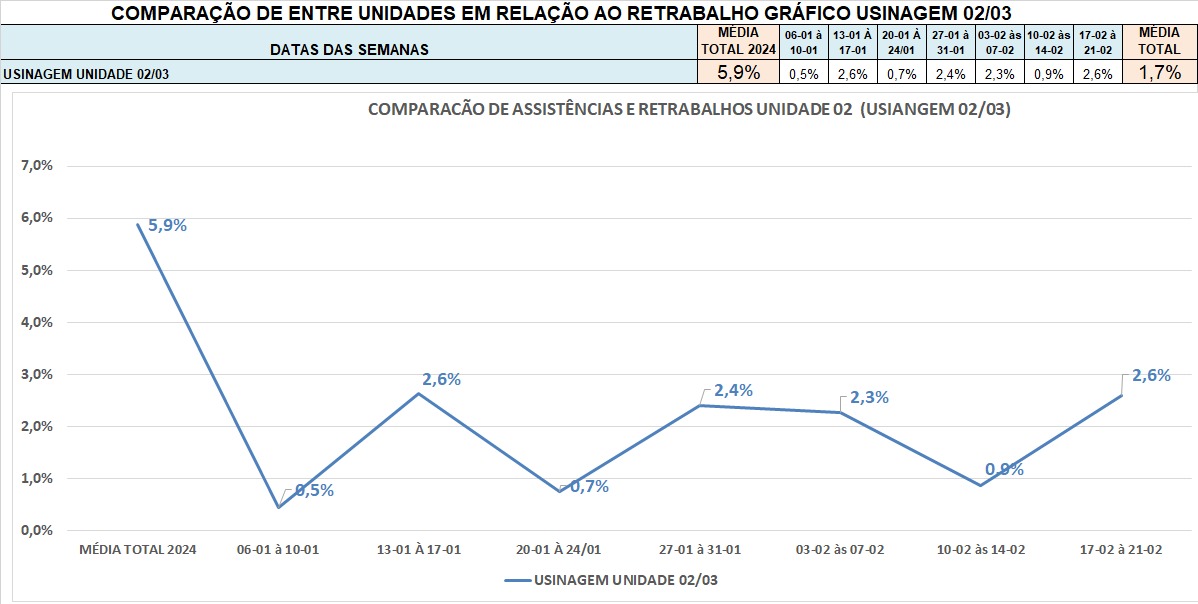 COMPARAÇÃO DE ENTRE UNIDADES EM RELAÇÃO AO RETRABALHO GRÁFICO USINAGEM 02/03
DATAS DAS SEMANAS
MÉDIA TOTAL 2024
06-01 à 10-01
13-01 À 17-01
20-01 À 24/01
27-01 à 31-01
03-02 às 07-02
10-02 às 14-02
17-02 à 21-02
MÉDIA TOTAL
USINAGEM UNIDADE 02/03
5,9%
0,5%
2,6%
0,7%
2,4%
2,3%
0,9%
2,6%
1,7%
COMPARACÃO DE ASSISTÊNCIAS E RETRABALHOS UNIDADE 02 (USIANGEM 02/03)
7,0%
6,0%
5,0%
4,0%
3,0%
2,0%
1,0%
0,0%
5,9%
0,5%
2,6%
0,7%
2,4%
2,3%
0,9%
2,6%
MÉDIA TOTAL 2024
06-01 à 10-01
13-01 À 17-01
20-01 À 24/01
27-01 à 31-01
03-02 às 07-02
10-02 às 14-02
17-02 à 21-02
USINAGEM UNIDADE 02/03